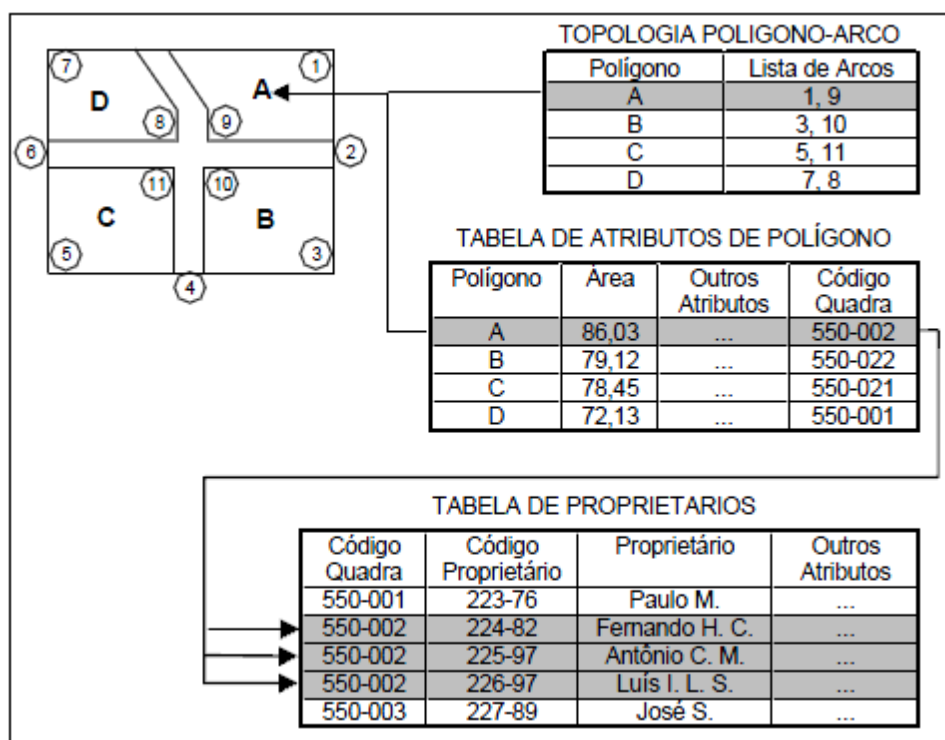 7
1
D
A
8
9
6
2
11
10
C
B
5
3
4
TOPOLOGIA POLIGONO-ARCO
Polígono Lista de Arcos
A 1, 9
B 3, 10
C 5, 11
D 7, 8
TABELA DE ATRIBUTOS DE POLÍGONO
Polígono Área Outros Código
Atributos Quadra
A 86,03 ... 550-002
B 79,12 ... 550-022
C 78,45 ... 550-021
D 72,13 ... 550-001
TABELA DE PROPRIETARIOS
Código Código Proprietário Outros
Quadra Proprietário Atributos
550-001 223-76 Paulo M. ...
550-002 224-82 Fernando H. C. ...
550-002 225-97 Antônio C. M. ...
550-002 226-97 Luís I. L. S. ...
550-003 227-89 José S. ...